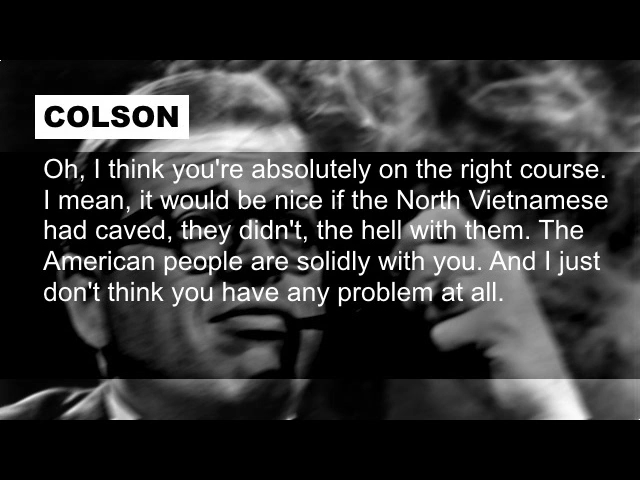 COLSON
Oh, I think you're absolutely on the right course.
I mean, it would be nice if the North Vietnamese
had caved, they didn't, the hell with them. The
American people are solidly with you. And I just
don't think you have any problem at all.